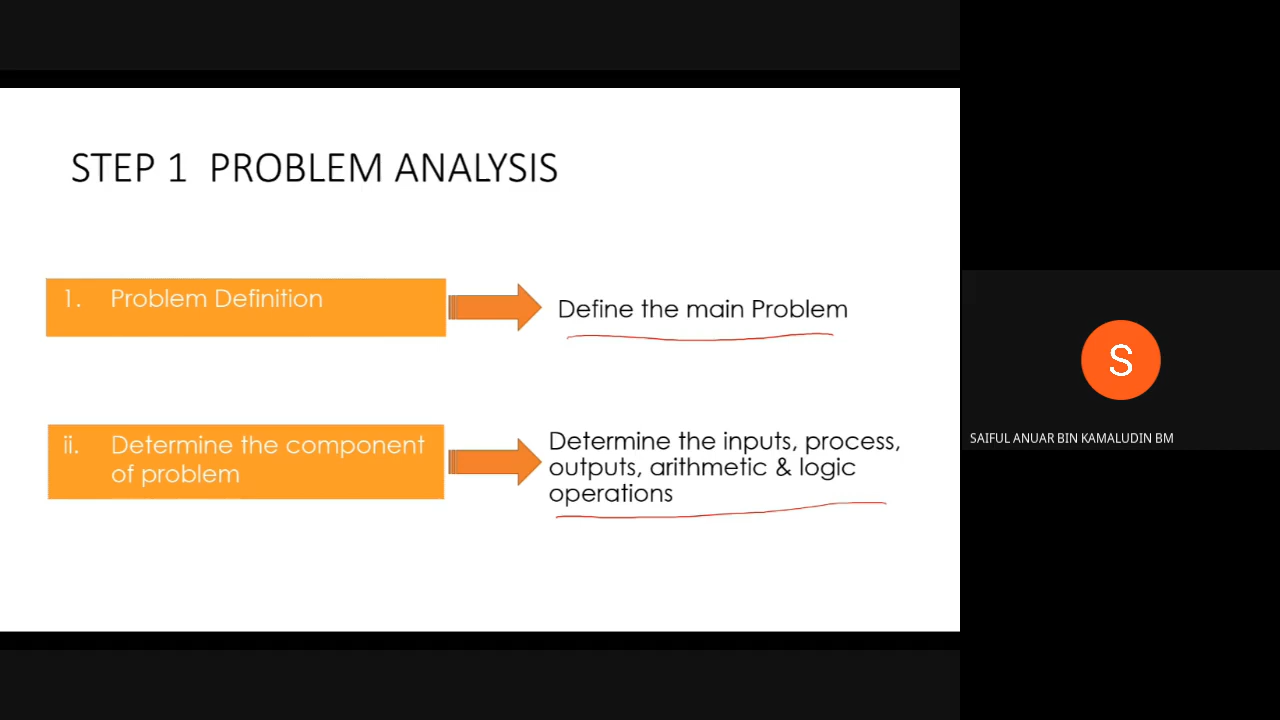 STEP 1 PROBLEM ANALYSIS
1. Problem Definition
Define the main Problem
ii. Determine the component
of problem
Determine the inputs, process,
outputs, arithmetic & logic
operations
S
SAIFUL ANUAR BIN KAMALUDIN BM